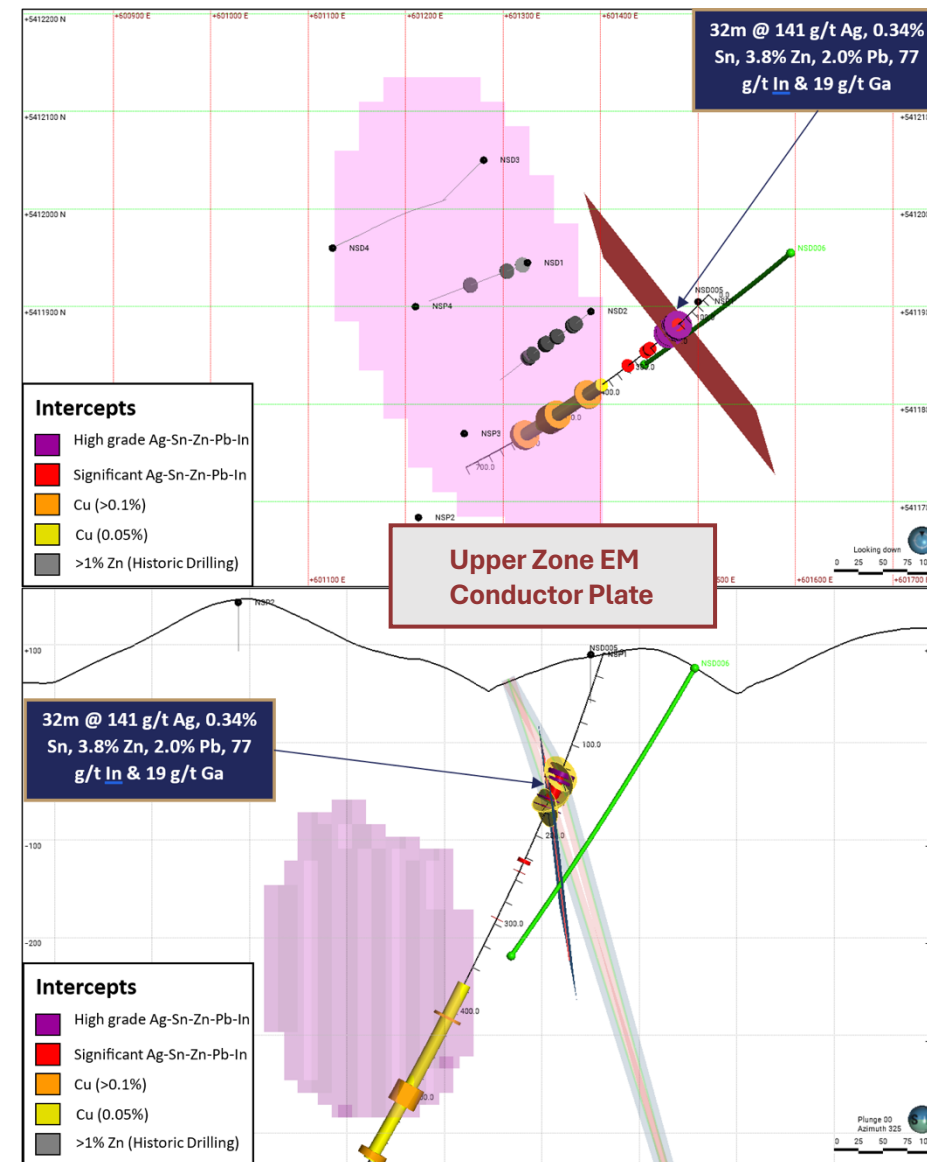 +5412200 N
+600900 E
+601000 E
+601100 E
+601200 E
+601300 E
+601400 E
32m @ 141 g/t Ag, 0.34%
Sn, 3.8% Zn, 2.0% Pb, 77
g/t In & 19 g/t Ga
+5412100 N
NSD3
+5412000 N
NSD4
NSD006
NSD1
NSD005
NSP4
NSD2
+5411900 N
NSP3
700.0
NSP2
Intercepts
High grade Ag-Sn-Zn-Pb-In
Significant Ag-Sn-Zn-Pb-In
Cu (>0.1%)
Cu (0.05%)
>1% Zn (Historic Drilling)
Looking down
0 25 50 75
+601100 E
+601600 E
+601700
Upper Zone EM
Conductor Plate
NSP2
+100
NSD005
NSP1
NSD006
32m @ 141 g/t Ag, 0.34%
Sn, 3.8% Zn, 2.0% Pb, 77
g/t In & 19 g/t Ga
100.0
-100
300.0
-200
400.0
Intercepts
High grade Ag-Sn-Zn-Pb-In
Significant Ag-Sn-Zn-Pb-In
Cu (>0.1%)
Cu (0.05%)
>1% Zn (Historic Drilling)
Plunge 00
Azimuth 325
0 25 50 75